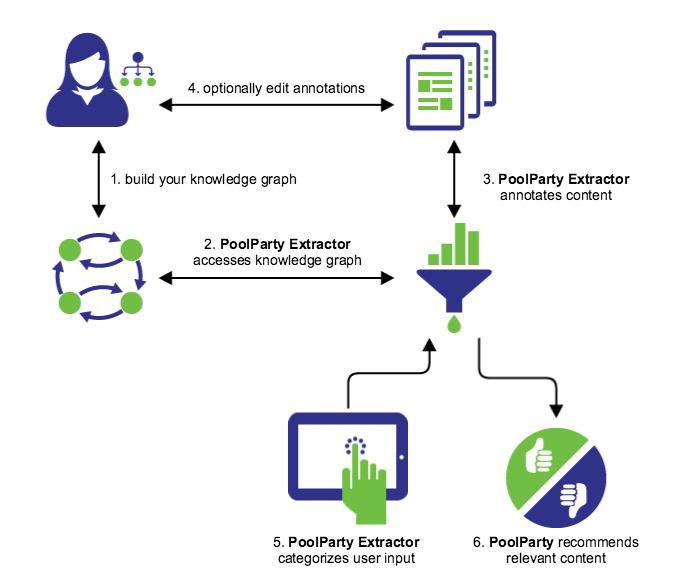 4. optionally edit annotations
1. build your knowledge graph
3. PoolParty Extractor
annotates content
2. PoolParty Extractor
accesses knowledge graph
5. PoolParty Extractor
categorizes user input
6. PoolParty recommends
relevant content